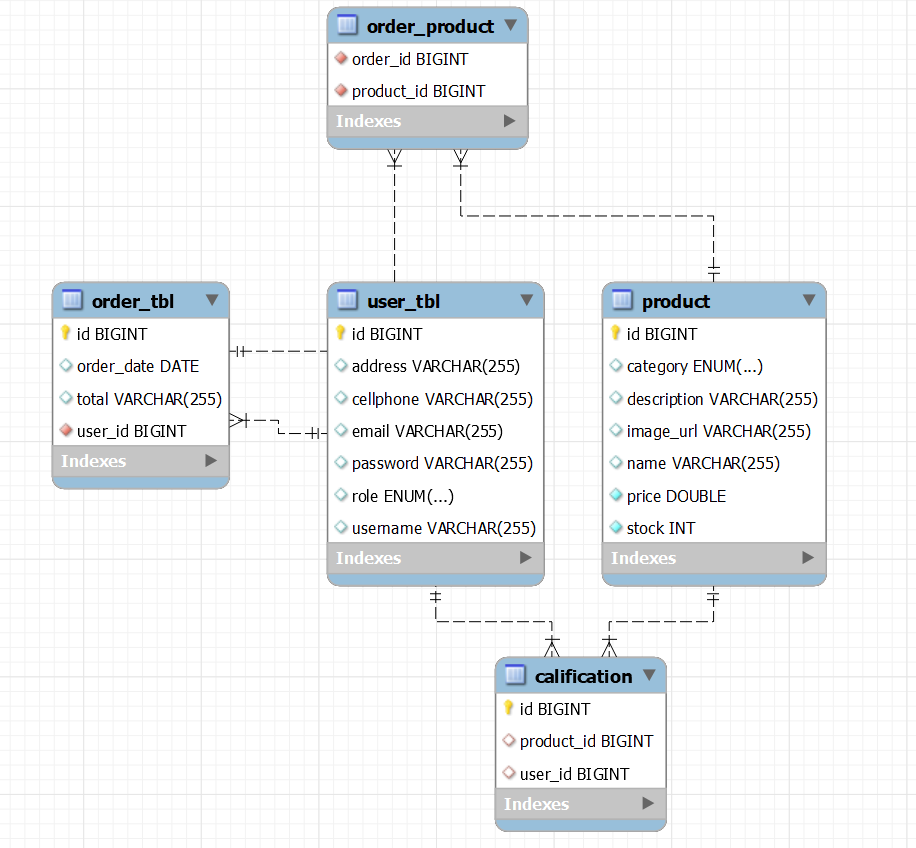 order_product
order_id BIGINT
product_id BIGINT
Indexes
order_tbl
id BIGINT
order_date DATE
total VARCHAR(255)
user_id BIGINT
Indexes
user_tbl
id BIGINT
address VARCHAR(255)
cellphone VARCHAR(255)
email VARCHAR(255)
password VARCHAR(255)
role ENUM(...)
username VARCHAR(255)
Indexes
product
id BIGINT
category ENUM(...)
description VARCHAR(255)
image_url VARCHAR(255)
name VARCHAR(255)
price DOUBLE
stock INT
Indexes
calification
id BIGINT
product_id BIGINT
user_id BIGINT
Indexes